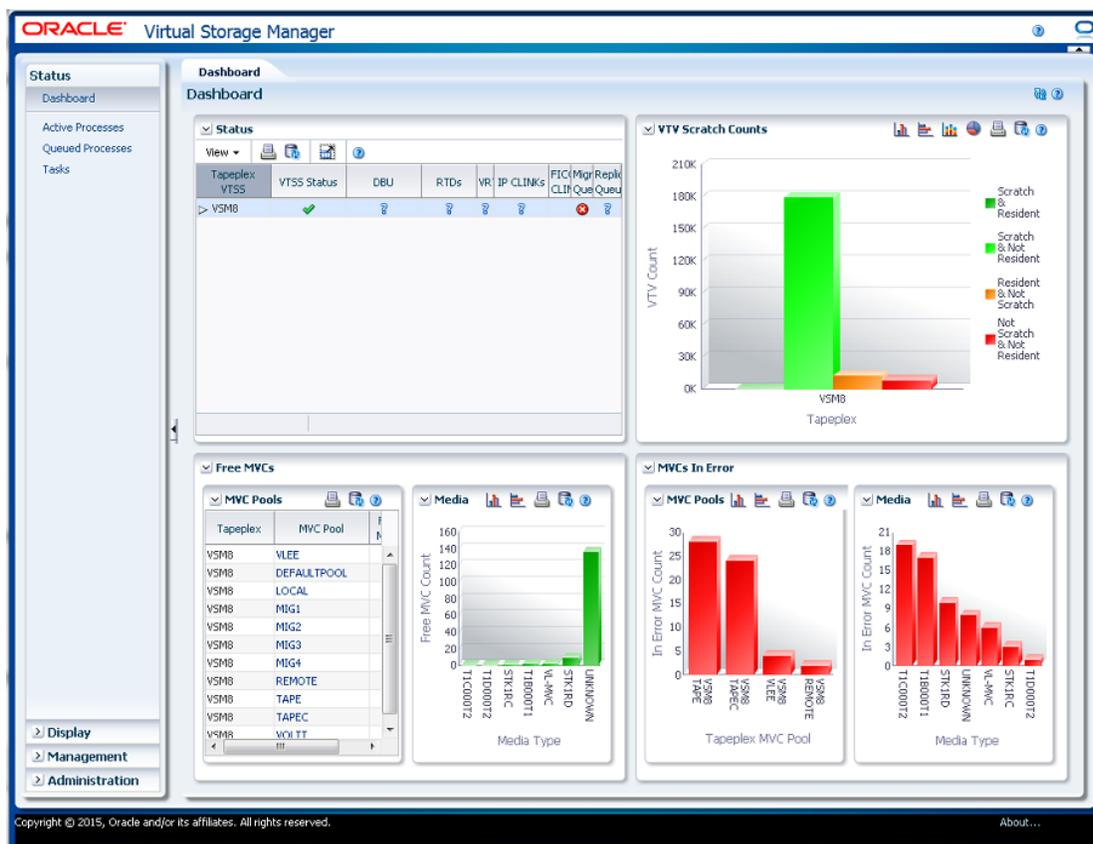 ORACLE Virtual Storage Manager
Status
Dashboard
Active Processes
Queued Processes
Tasks
Display
Management
Administration
Dashboard
Dashboard
Status
View
Tapeplex VTSS
VTSS Status
DBU
RTDs
IP CLINKs
VSM8
VTV Scratch Counts
VTV Count
210K
180K
150K
120K
90K
60K
30K
0K
VSM8
Tapeplex
Scratch & Resident
Scratch & Not Resident
Resident & Not Scratch
Not Scratch & Not Resident
Free MVCs
MVC Pools
Tapeplex MVC Pool
VSM8 VLEE
VSM8 DEFAULTPOOL
VSM8 LOCAL
VSM8 MIG1
VSM8 MIG2
VSM8 MIG3
VSM8 MIG4
VSM8 REMOTE
VSM8 TAPE
VSM8 TAPEC
VSM8 VOLTT
Media
Free MVC Count
160
140
120
100
80
60
40
20
0
T1C000T2
T1D000T2
STK1RC
T1B000T1
VL-MVC
STK1RD
UNKNOWN
Media Type
MVCs In Error
MVC Pools
In Error MVC Count
30
25
20
15
10
5
0
VSM8 TAPE
VSM8 TAPEC
VSM8 VLEE
VSM8 REMOTE
Tapeplex MVC Pool
Media
In Error MVC Count
21
18
15
12
9
6
3
0
T1C000T2
T1B000T1
STK1RD
UNKNOWN
VL-MVC
STK1RC
T1D000T2
Media Type
Copyright © 2015, Oracle and/or its affiliates. All rights reserved.
About...